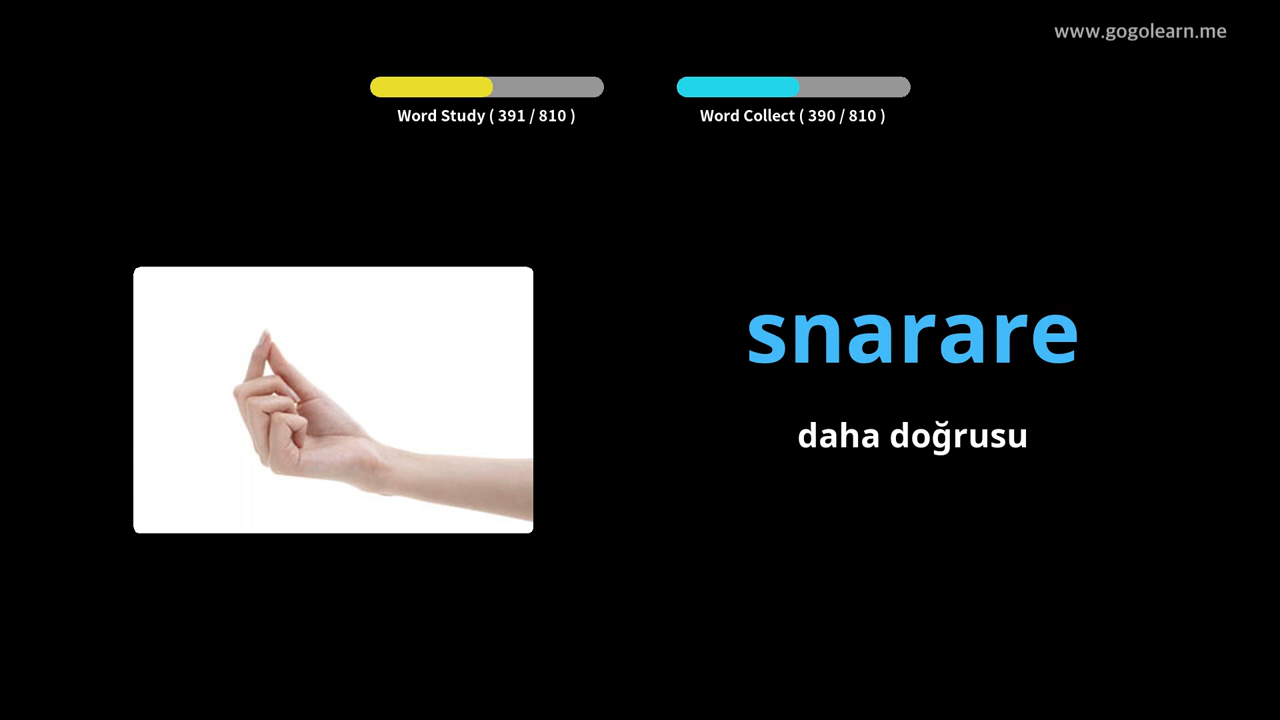 www.gogolearn.me
Word Study ( 391 / 810 )
Word Collect ( 390 / 810 )
snarare
daha doğrusu